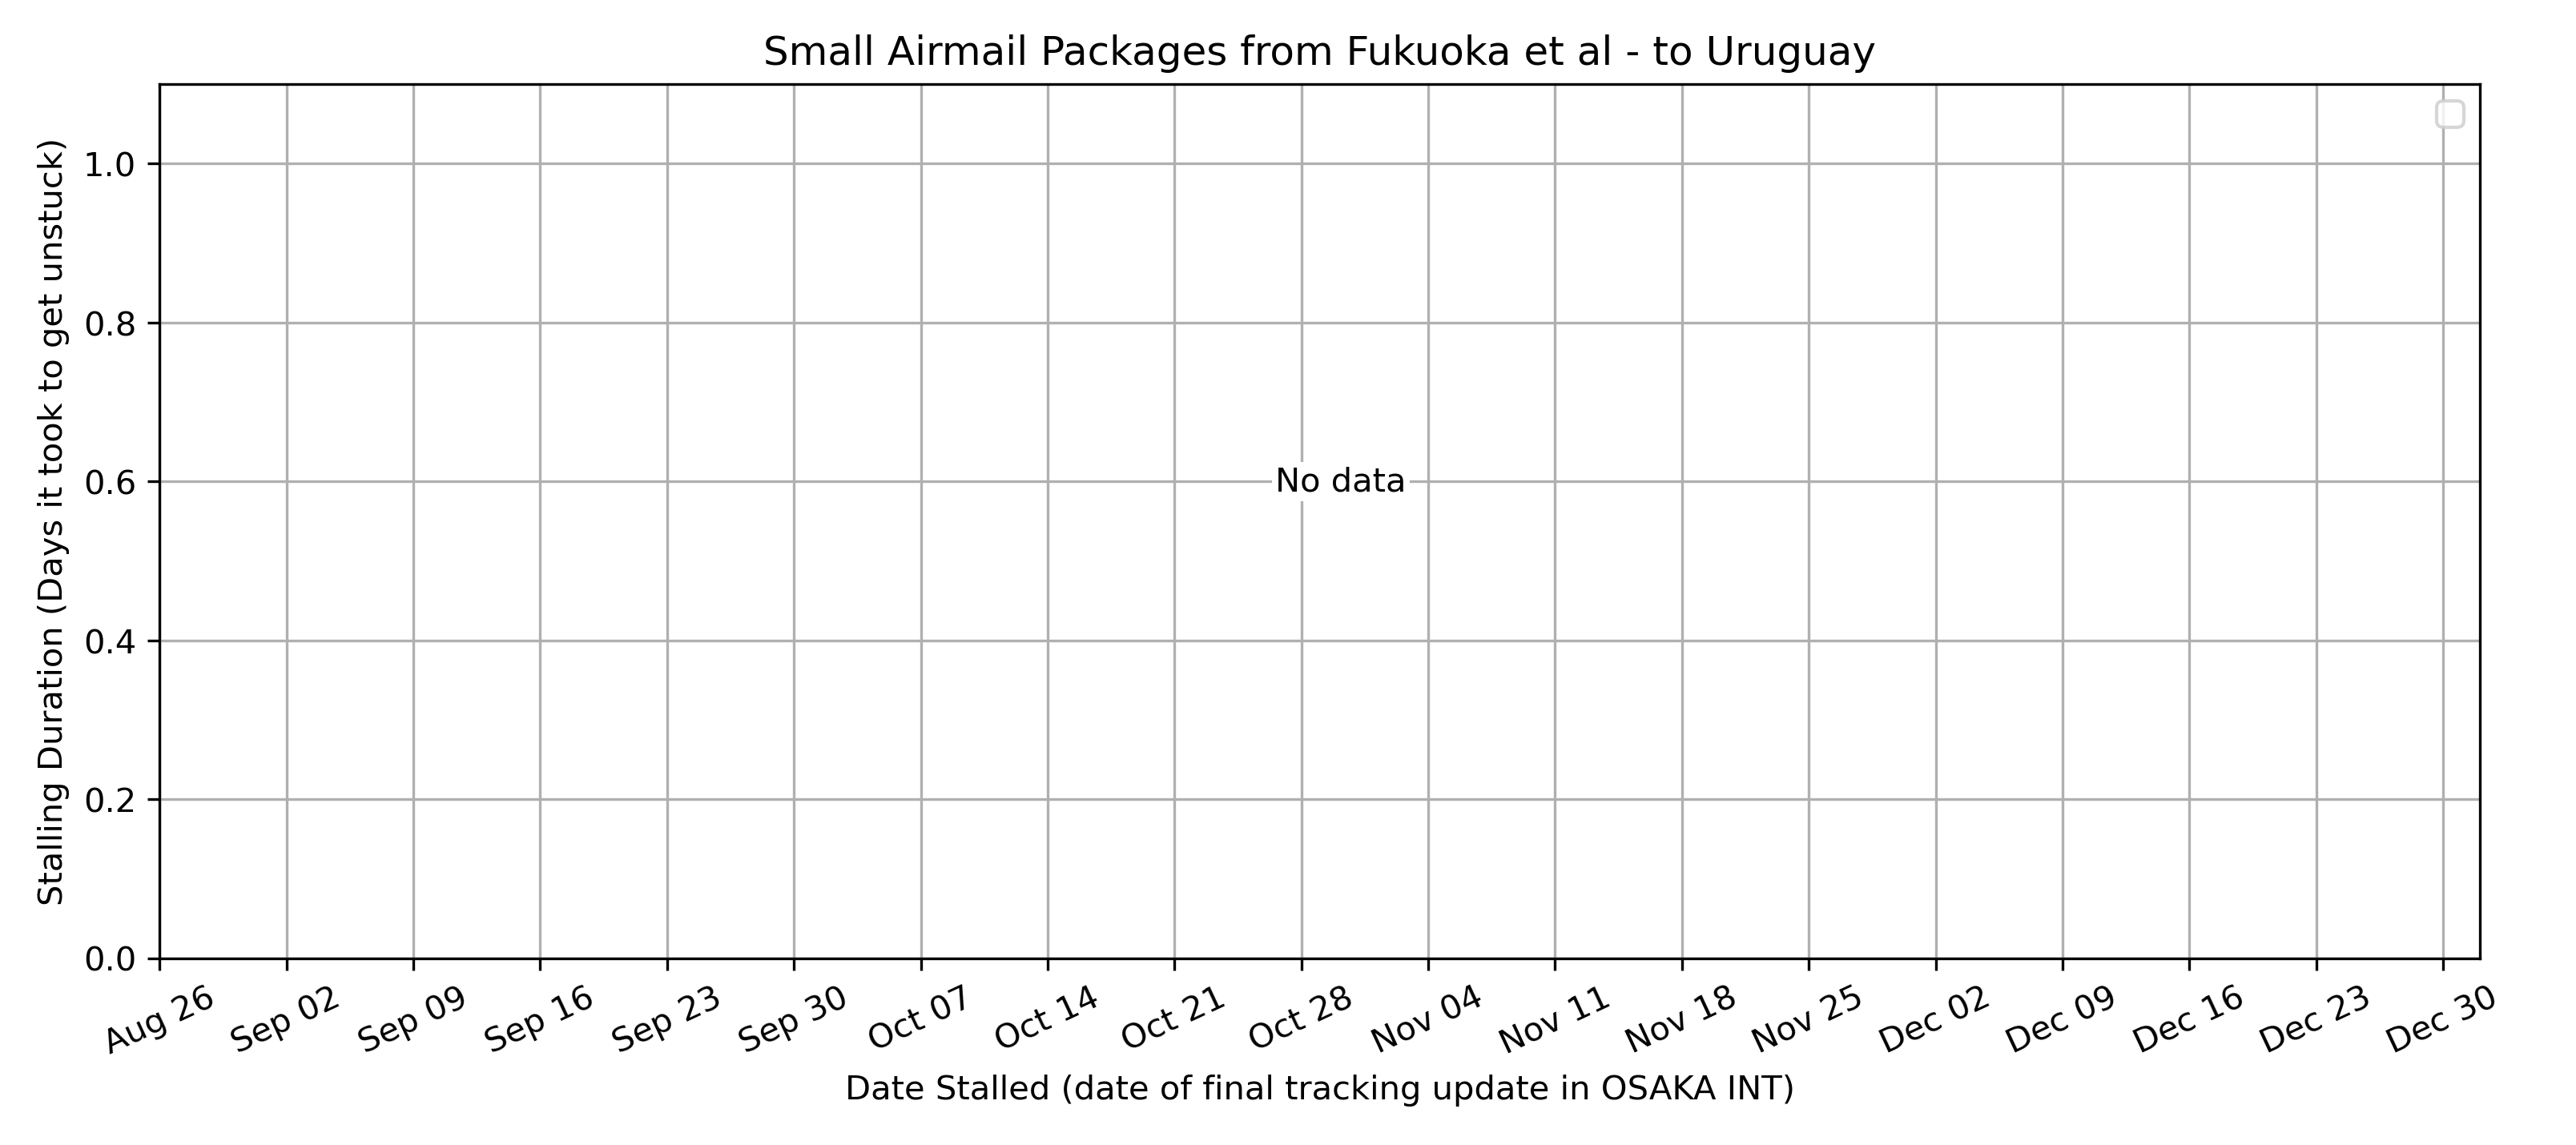 Small Airmail Packages from Fukuoka et al - to Uruguay
Stalling Duration (Days it took to get unstuck)
1.0
0.8
0.6
0.4
0.2
0.0
No data
Aug 26
Sep 02
Sep 09
Sep 16
Sep 23
Sep 30
Oct 07
Oct 14
Oct 21
Oct 28
Nov 04
Nov 11
Nov 18
Nov 25
Dec 02
Dec 09
Dec 16
Dec 23
Dec 30
Date Stalled (date of final tracking update in OSAKA INT)